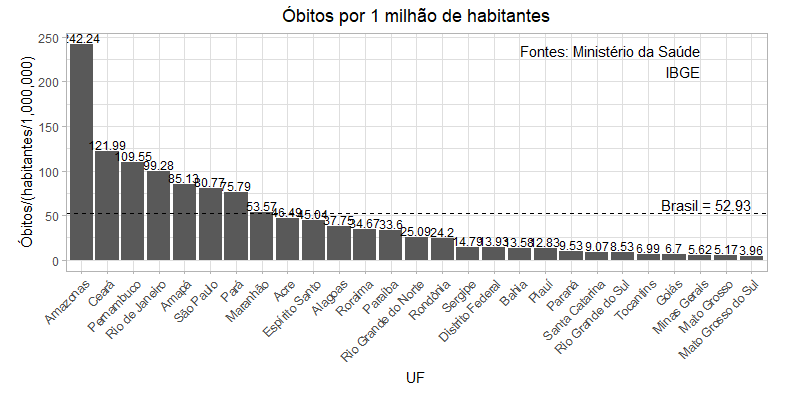 Óbitos por 1 milhão de habitantes
Óbitos/(habitantes/1,000,000)
250
200
150
100
50
0
Fontes: Ministério da Saúde
IBGE
Brasil = 52.93
242.24
121.99
109.55
99.28
85.13
80.77
75.79
53.57
46.49
45.04
37.75
34.67
33.6
25.09
24.2
14.79
13.93
13.58
12.83
9.53
9.07
8.53
6.99
6.7
5.62
5.17
3.96
Amazonas
Ceará
Pernambuco
Rio de Janeiro
Amapá
São Paulo
Pará
Maranhão
Acre
Espírito Santo
Alagoas
Roraima
Paraíba
Rio Grande do Norte
Rondônia
Sergipe
Distrito Federal
Bahia
Piauí
Paraná
Santa Catarina
Rio Grande do Sul
Tocantins
Goiás
Minas Gerais
Mato Grosso
Mato Grosso do Sul
UF